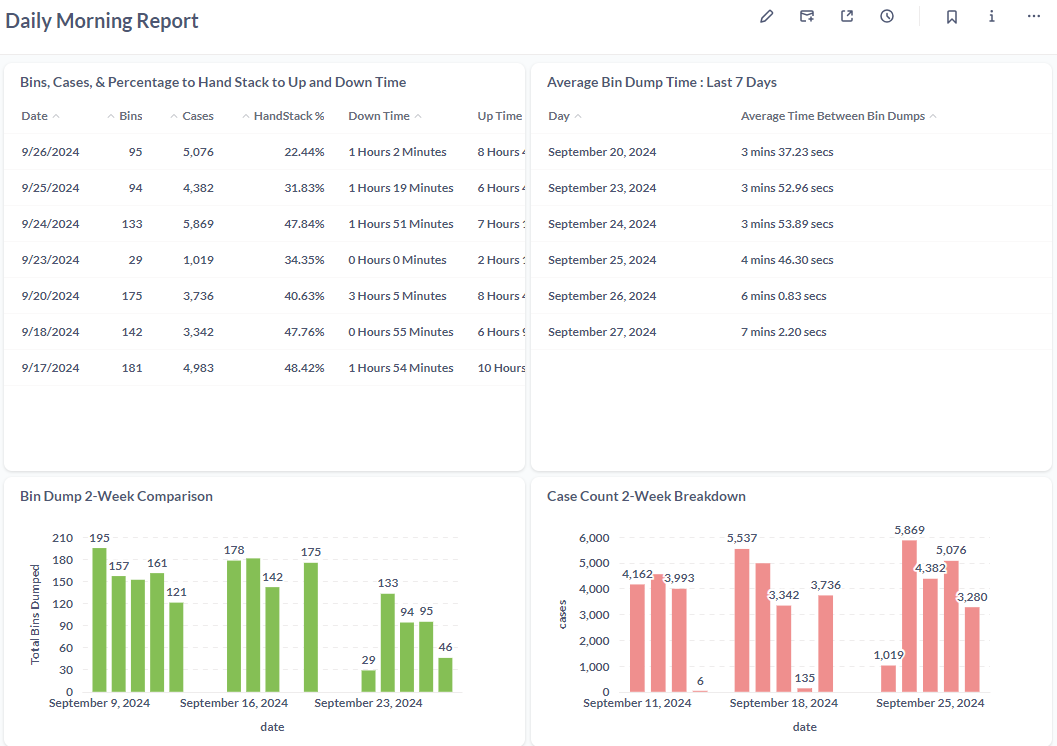 Daily Morning Report
Bins, Cases, & Percentage to Hand Stack to Up and Down Time
Date Bins Cases HandStack % Down Time Up Time
9/26/2024 95 5,076 22.44% 1 Hours 2 Minutes 8 Hours
9/25/2024 94 4,382 31.83% 1 Hours 19 Minutes 6 Hours
9/24/2024 133 5,869 47.84% 1 Hours 51 Minutes 7 Hours
9/23/2024 29 1,019 34.35% 0 Hours 0 Minutes 2 Hours
9/20/2024 175 3,736 40.63% 3 Hours 5 Minutes 8 Hours
9/18/2024 142 3,342 47.76% 0 Hours 55 Minutes 6 Hours
9/17/2024 181 4,983 48.42% 1 Hours 54 Minutes 10 Hours
Average Bin Dump Time : Last 7 Days
Day Average Time Between Bin Dumps
September 20, 2024 3 mins 37.23 secs
September 23, 2024 3 mins 52.96 secs
September 24, 2024 3 mins 53.89 secs
September 25, 2024 4 mins 46.30 secs
September 26, 2024 6 mins 0.83 secs
September 27, 2024 7 mins 2.20 secs
Bin Dump 2-Week Comparison
Total Bins Dumped
210
180
150
120
90
60
30
0
195
157
161
121
178
142
175
29
133
94
95
46
September 9, 2024 September 16, 2024 September 23, 2024
date
Case Count 2-Week Breakdown
cases
6,000
5,000
4,000
3,000
2,000
1,000
0
4,162
3,993
6
5,537
3,342
135
3,736
1,019
5,869
4,382
5,076
3,280
September 11, 2024 September 18, 2024 September 25, 2024
date